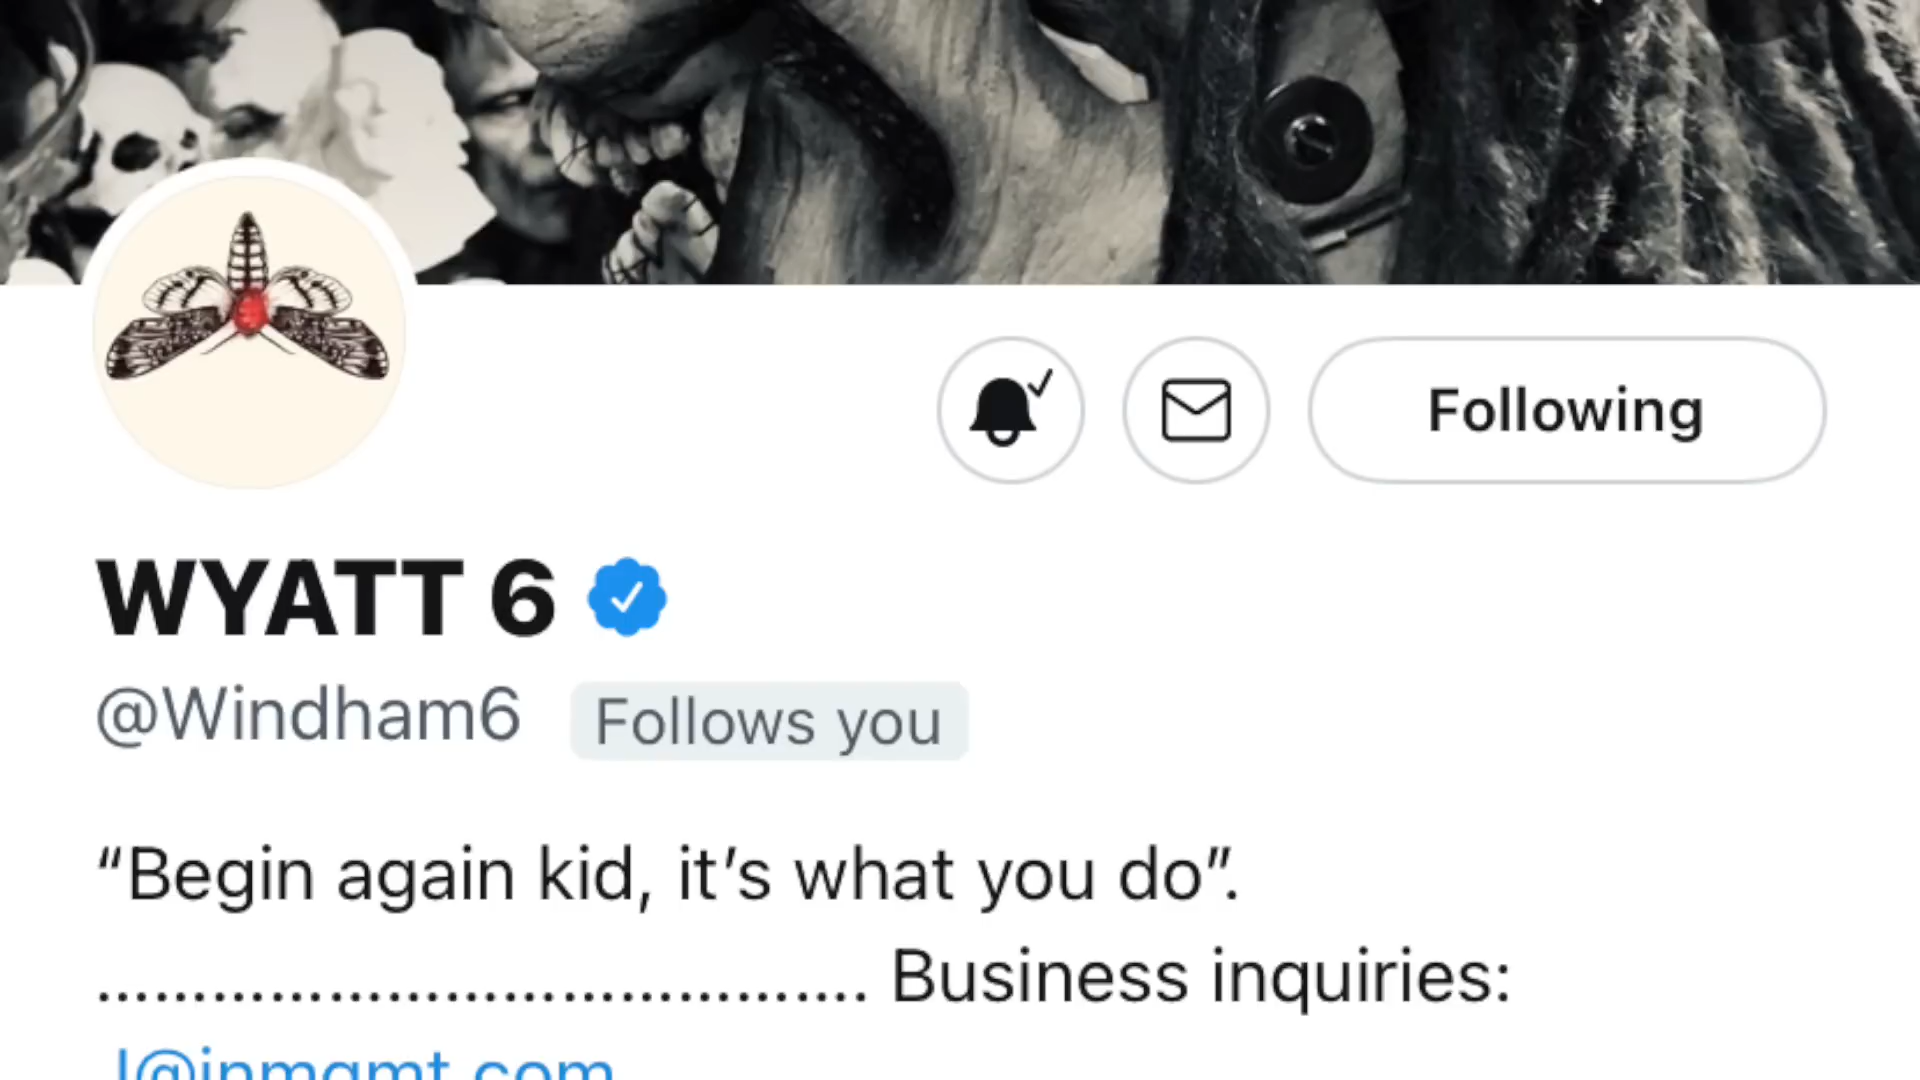 Following
WYATT 6
@Windham6 Follows you
“Begin again kid, it’s what you do”.
........................................ Business inquiries:
J@inmgmt.com